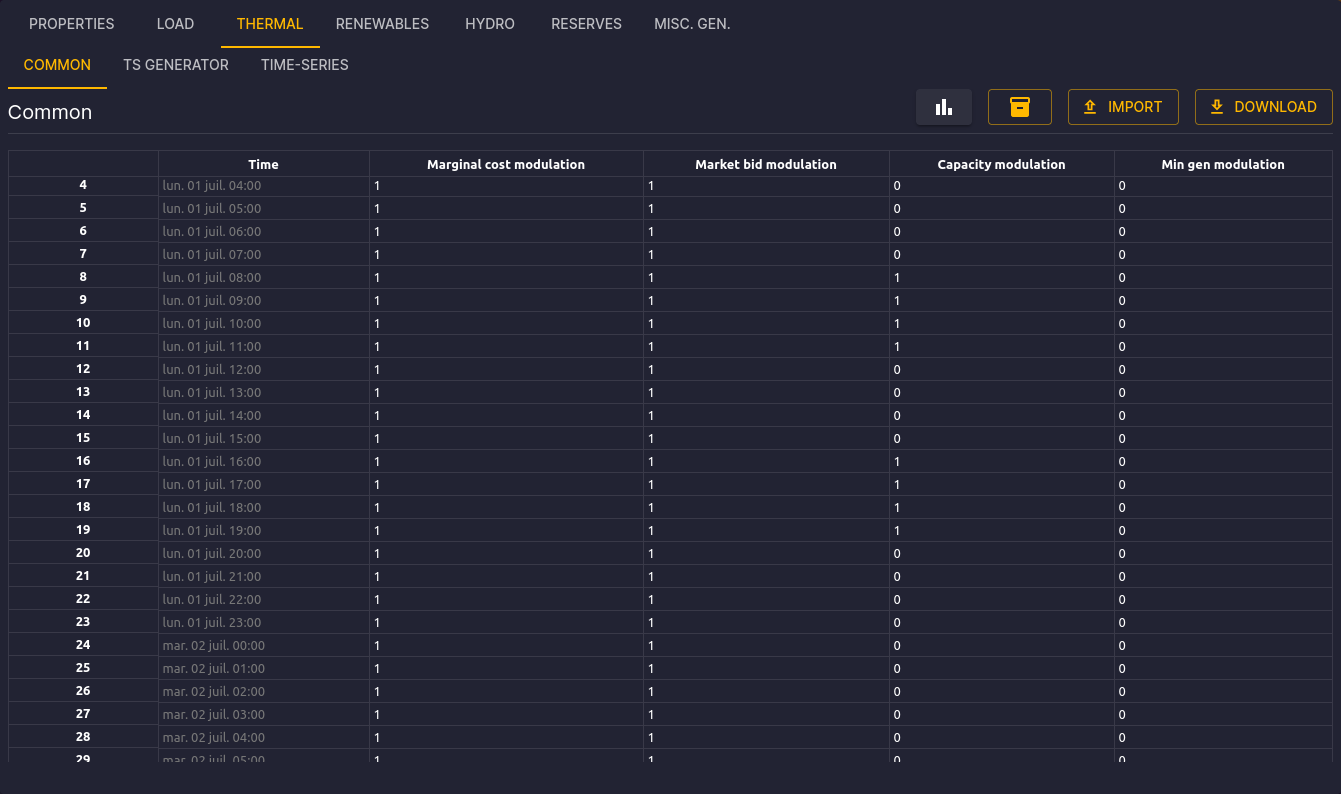 PROPERTIES LOAD THERMAL RENEWABLES HYDRO RESERVES MISC. GEN.
COMMON TS GENERATOR TIME-SERIES
Common IMPORT DOWNLOAD
Time Marginal cost modulation Market bid modulation Capacity modulation Min gen modulation
4 lun. 01 juil. 04:00 1 1 0 0
5 lun. 01 juil. 05:00 1 1 0 0
6 lun. 01 juil. 06:00 1 1 0 0
7 lun. 01 juil. 07:00 1 1 0 0
8 lun. 01 juil. 08:00 1 1 1 0
9 lun. 01 juil. 09:00 1 1 1 0
10 lun. 01 juil. 10:00 1 1 1 0
11 lun. 01 juil. 11:00 1 1 1 0
12 lun. 01 juil. 12:00 1 1 0 0
13 lun. 01 juil. 13:00 1 1 0 0
14 lun. 01 juil. 14:00 1 1 0 0
15 lun. 01 juil. 15:00 1 1 0 0
16 lun. 01 juil. 16:00 1 1 1 0
17 lun. 01 juil. 17:00 1 1 1 0
18 lun. 01 juil. 18:00 1 1 1 0
19 lun. 01 juil. 19:00 1 1 1 0
20 lun. 01 juil. 20:00 1 1 0 0
21 lun. 01 juil. 21:00 1 1 0 0
22 lun. 01 juil. 22:00 1 1 0 0
23 lun. 01 juil. 23:00 1 1 0 0
24 mar. 02 juil. 00:00 1 1 0 0
25 mar. 02 juil. 01:00 1 1 0 0
26 mar. 02 juil. 02:00 1 1 0 0
27 mar. 02 juil. 03:00 1 1 0 0
28 mar. 02 juil. 04:00 1 1 0 0
29 mar. 02 juil. 05:00 1 1 0 0